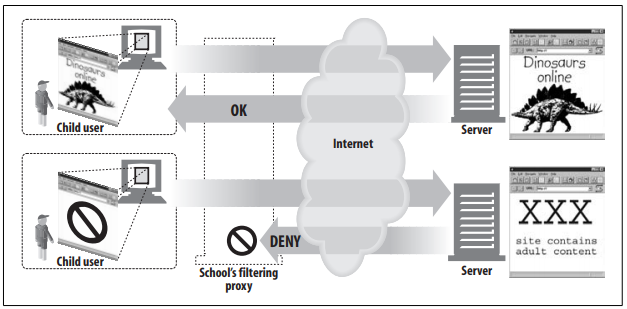 Dinosaurs
online
Child user
OK
Internet
Server
Dinosaurs
online
Child user
DENY
School's filtering
proxy
Server
XXX
site contains
adult content